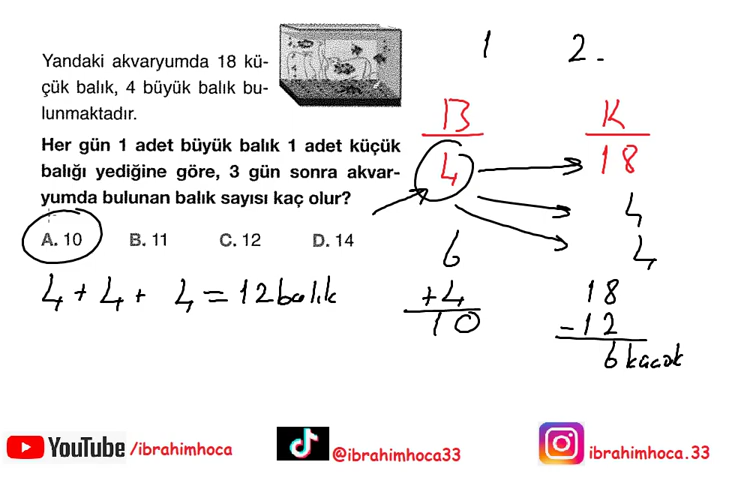 Yandaki akvaryumda 18 kü-
çük balık, 4 büyük balık bu-
lunmaktadır.
Her gün 1 adet büyük balık 1 adet küçük
balığı yediğine göre, 3 gün sonra akvar-
yumda bulunan balık sayısı kaç olur?
A. 10 B. 11 C. 12 D. 14
4 + 4 + 4 = 12 balık
1 2.
B K
4 18
4
4
6
+4
10
18
-12
6 küçük
YouTube /ibrahimhoca
@ibrahimhoca33
ibrahimhoca.33